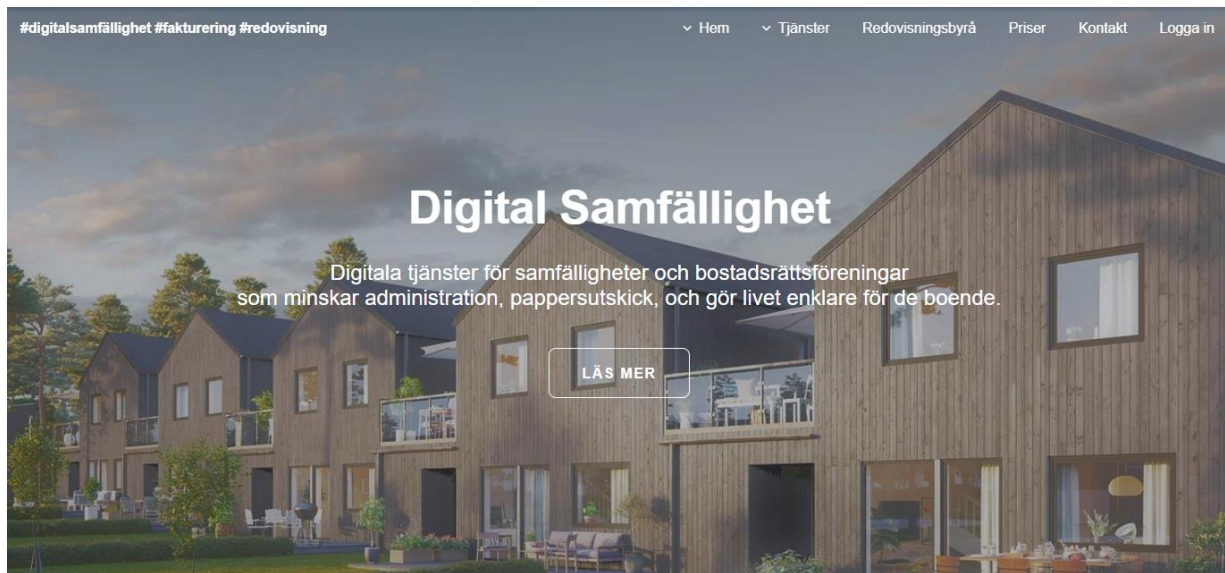 #digitalsamfällighet #fakturering #redovisning
Hem
Tjänster
Redovisningsbyrå
Priser
Kontakt
Logga in
Digital Samfällighet
Digitala tjänster för samfälligheter och bostadsrättsföreningar
som minskar administration, pappersutskick, och gör livet enklare för de boende.
LÄS MER